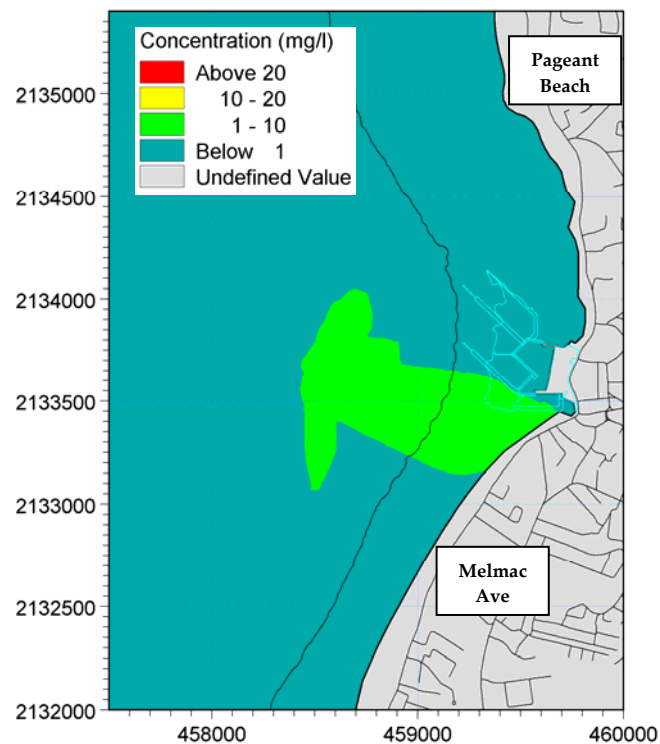 Concentration (mg/l)
Above 20
10 - 20
1 - 10
Below 1
Undefined Value
Pageant
Beach
2135000
2134500
2134000
2133500
2133000
Melmac
Ave
2132500
2132000
458000
459000
460000